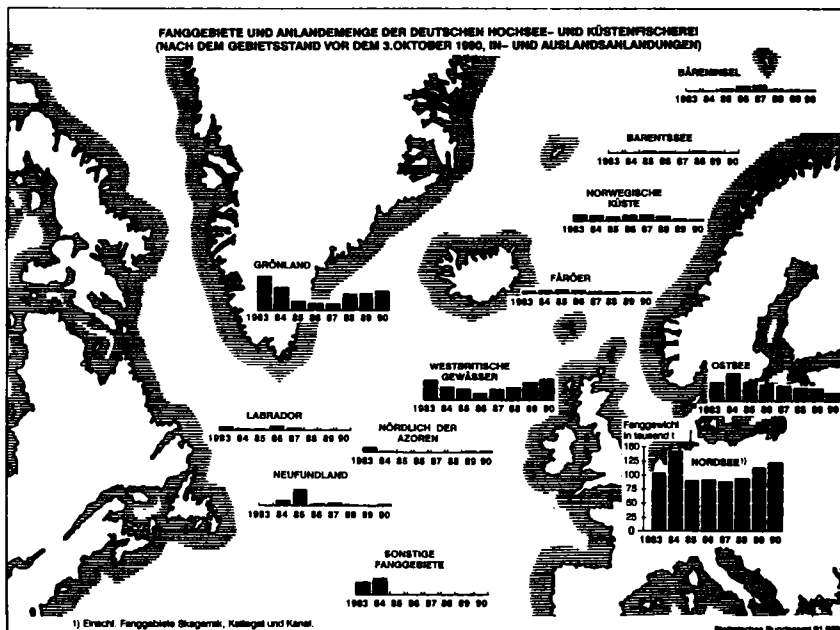 FANGGEBIETE UND ANLANDEMENGE DER DEUTSCHEN HOCHSEE- UND KÜSTENFISCHEREI
(NACH DEM GEBIETSSTAND VOR DEM 3.OKTOBER 1990, IN- UND AUSLANDSANLANDUNGEN)
BÄRENINSEL
1983 84 85 86 87 88 89 90
BARENTSSEE
1983 84 85 86 87 88 89 90
NORWEGISCHE
KÜSTE
1983 84 85 86 87 88 89 90
GRÖNLAND
1983 84 85 86 87 88 89 90
FÄRÖER
1983 84 85 86 87 88 89 90
WESTBRITISCHE
GEWÄSSER
1983 84 85 86 87 88 89 90
OSTSEE
1983 84 85 86 87 88 89 90
LABRADOR
1983 84 85 86 87 88 89 90
NÖRDLICH DER
AZOREN
1983 84 85 86 87 88 89 90
Fanggewicht
in tausend t
150
125
100
75
50
25
0
NORDSEE1)
1983 84 85 86 87 88 89 90
NEUFUNDLAND
1983 84 85 86 87 88 89 90
SONSTIGE
FANGGEBIETE
1983 84 85 86 87 88 89 90
1) Einschl. Fanggebiete Skagerrak, Kattegat und Kanal.
Statistisches Bundesamt 91